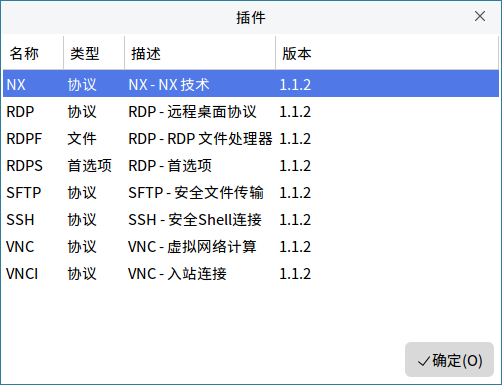 插件
名称 类型 描述 版本
NX 协议 NX - NX 技术 1.1.2
RDP 协议 RDP - 远程桌面协议 1.1.2
RDPF 文件 RDP - RDP 文件处理器 1.1.2
RDPS 首选项 RDP - 首选项 1.1.2
SFTP 协议 SFTP - 安全文件传输 1.1.2
SSH 协议 SSH - 安全Shell连接 1.1.2
VNC 协议 VNC - 虚拟网络计算 1.1.2
VNCI 协议 VNC - 入站连接 1.1.2
确定(O)